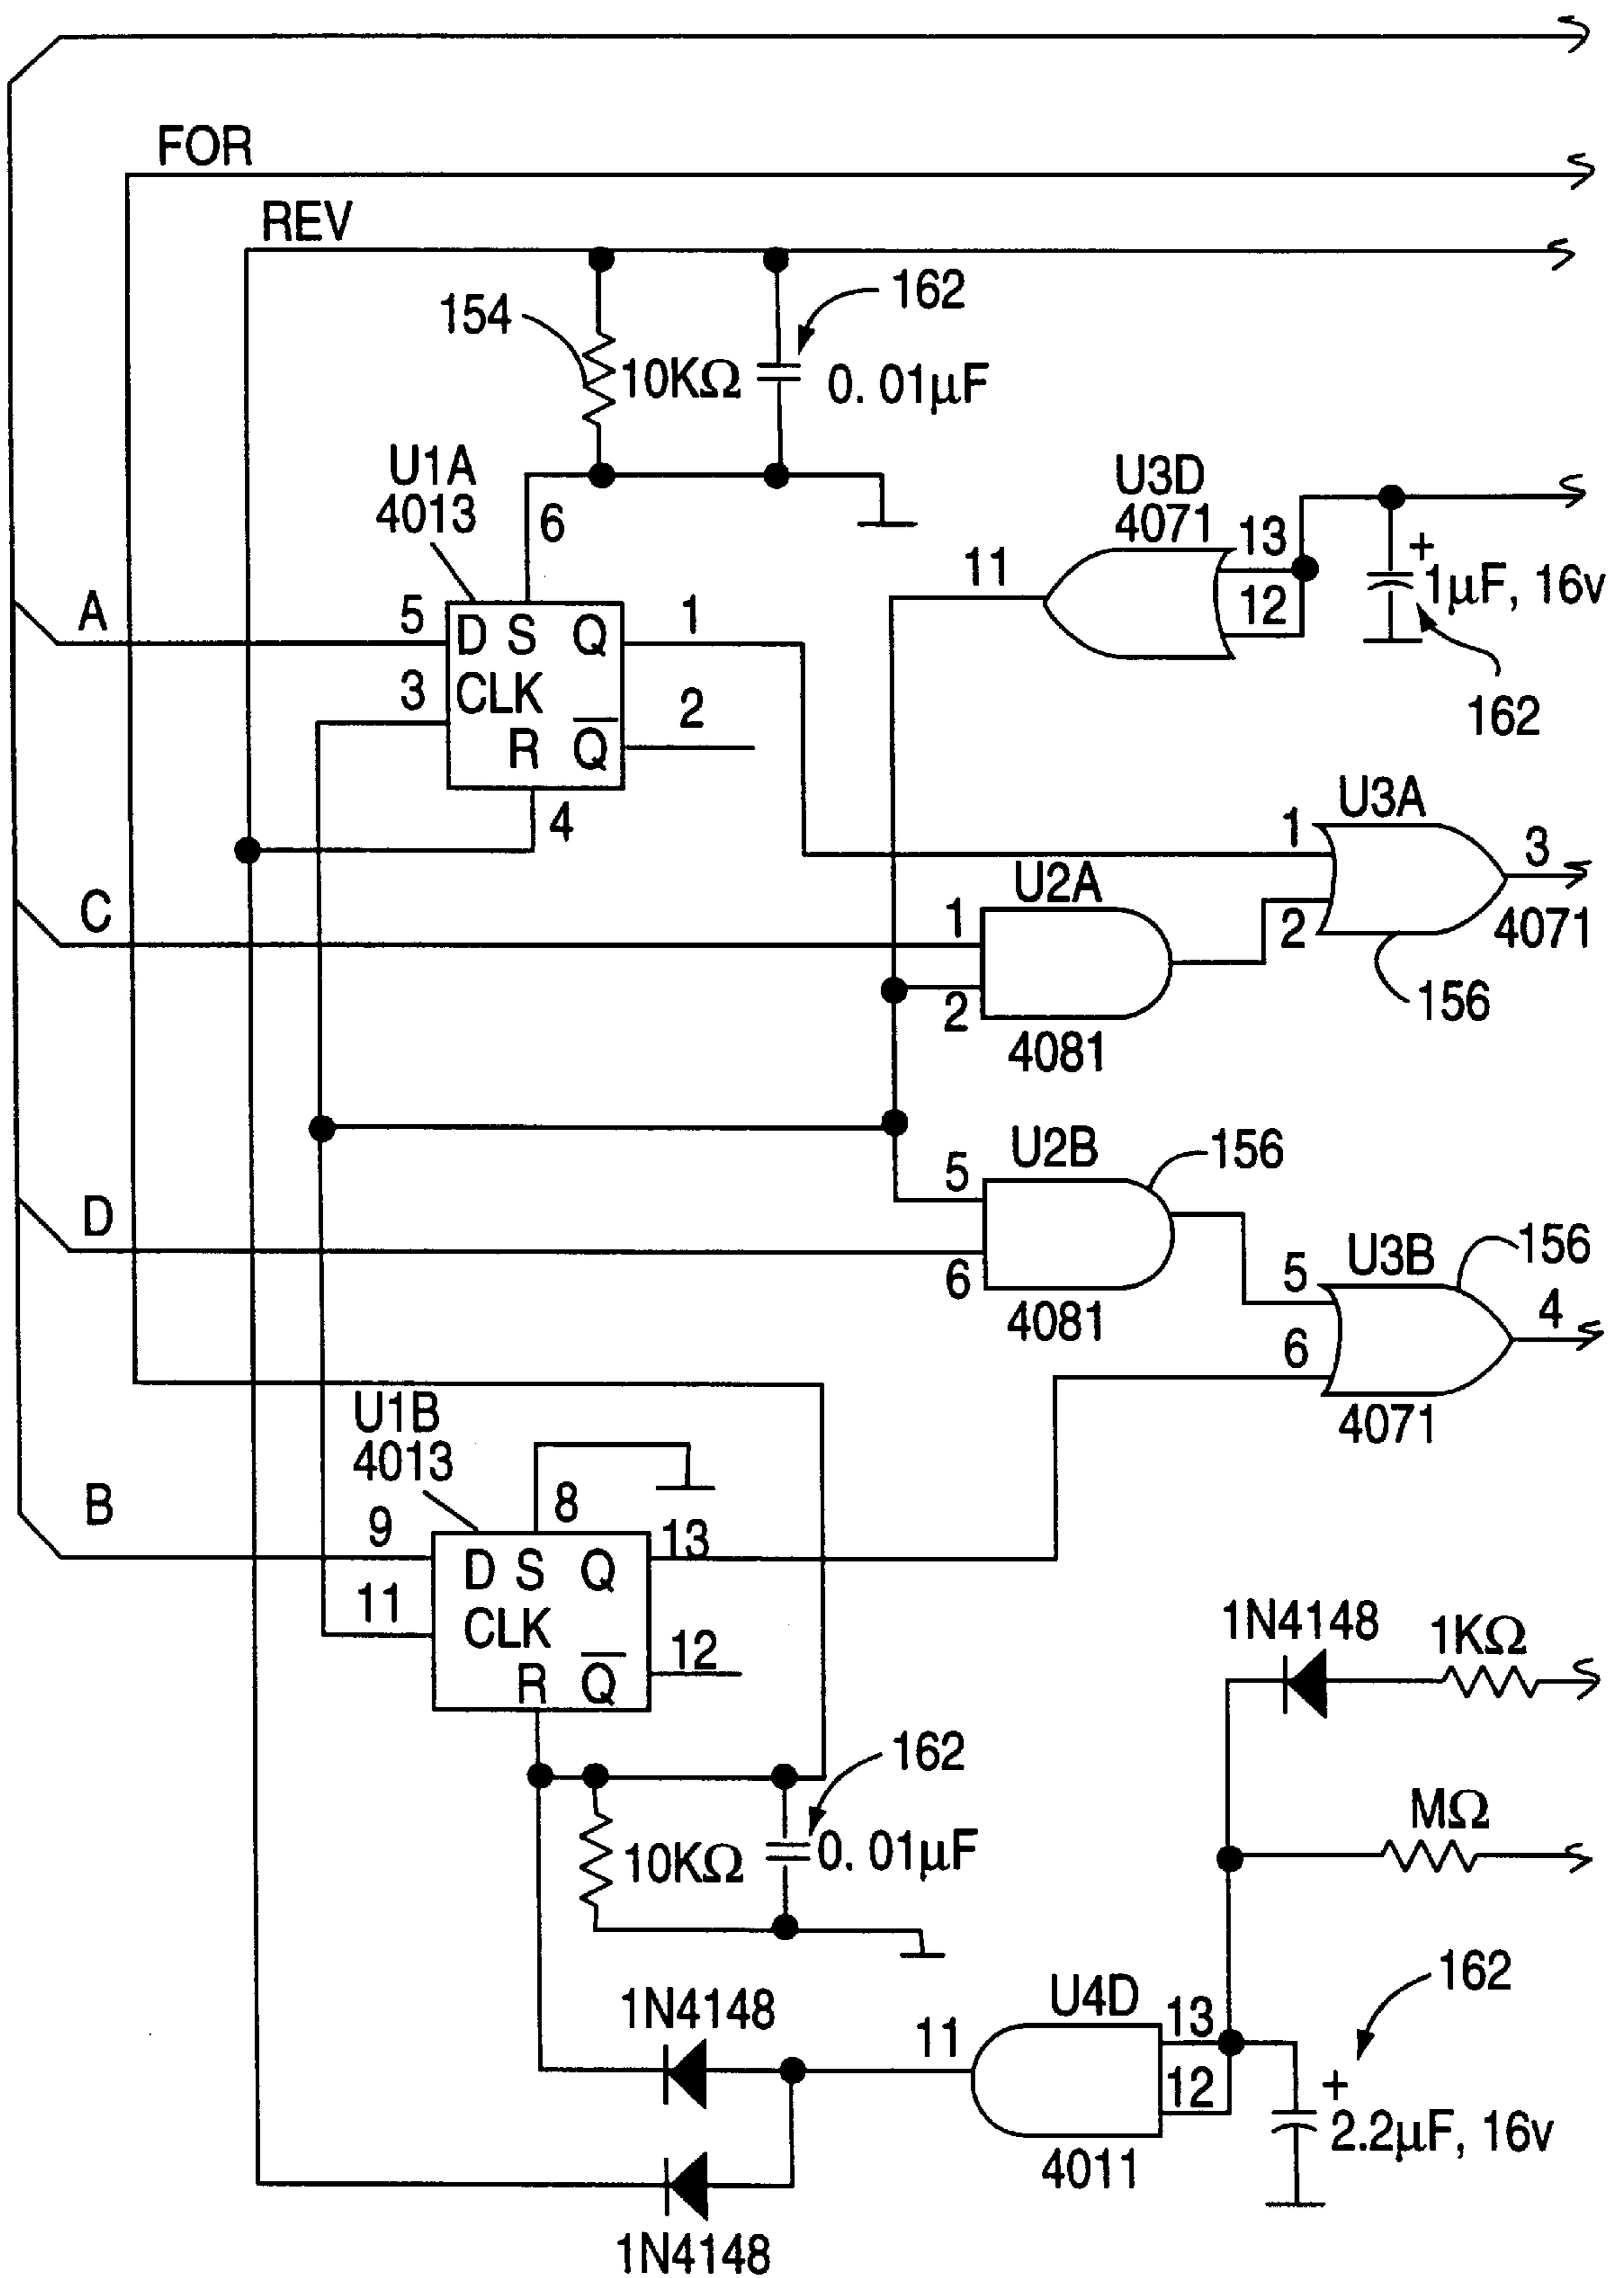 FOR
REV
154
162
10KΩ
0. 01µF
U1A
4013
6
A
5
D S Q
1
3
CLK
R Q̅
2
4
U3D
4071
11
13
12
+
1µF, 16v
162
U3A
1
3
2
4071
156
C
U2A
1
2
4081
D
U2B
156
5
6
4081
U3B
156
5
4
6
4071
U1B
4013
8
B
9
13
D S Q
11
CLK
12
R Q̅
162
10KΩ
0. 01µF
1N4148
1KΩ
MΩ
162
U4D
1N4148
11
13
12
+
2.2µF, 16v
4011
1N4148